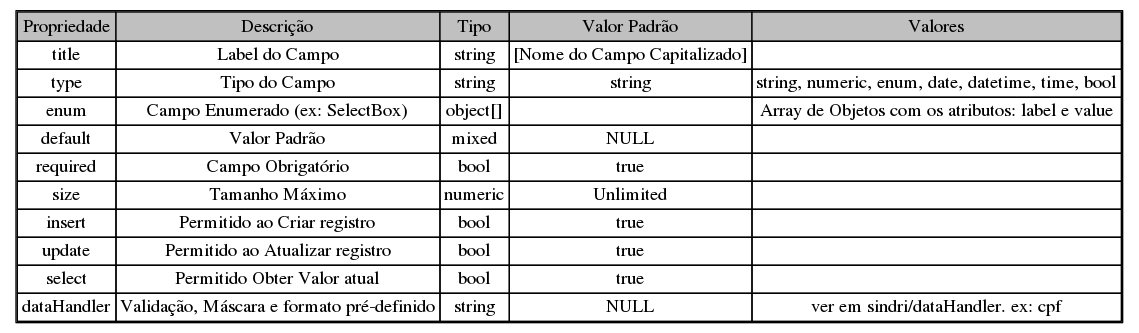 Propriedade Descrição Tipo Valor Padrão Valores
title Label do Campo string [Nome do Campo Capitalizado]
type Tipo do Campo string string string, numeric, enum, date, datetime, time, bool
enum Campo Enumerado (ex: SelectBox) object[] Array de Objetos com os atributos: label e value
default Valor Padrão mixed NULL
required Campo Obrigatório bool true
size Tamanho Máximo numeric Unlimited
insert Permitido ao Criar registro bool true
update Permitido ao Atualizar registro bool true
select Permitido Obter Valor atual bool true
dataHandler Validação, Máscara e formato pré-definido string NULL ver em sindri/dataHandler. ex: cpf